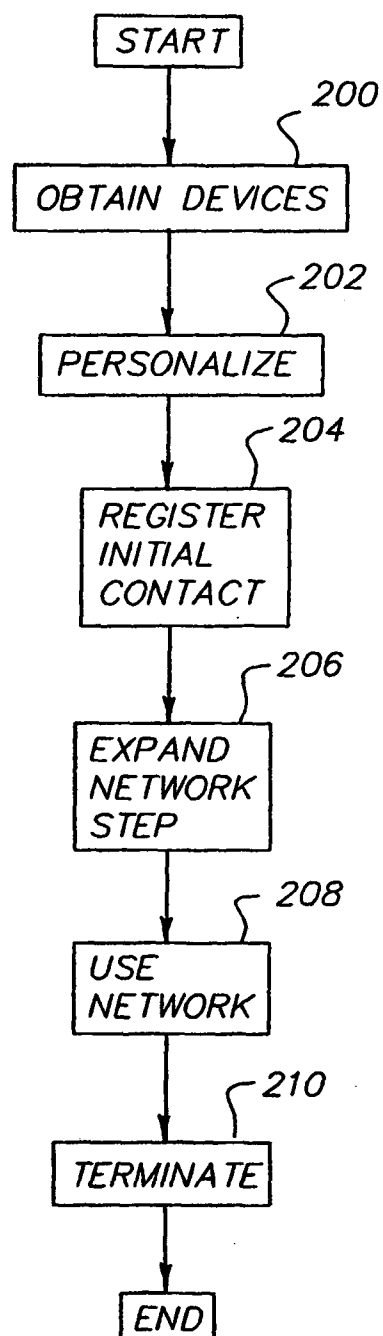 START
200
OBTAIN DEVICES
202
PERSONALIZE
204
REGISTER
INITIAL
CONTACT
206
EXPAND
NETWORK
STEP
208
USE
NETWORK
210
TERMINATE
END